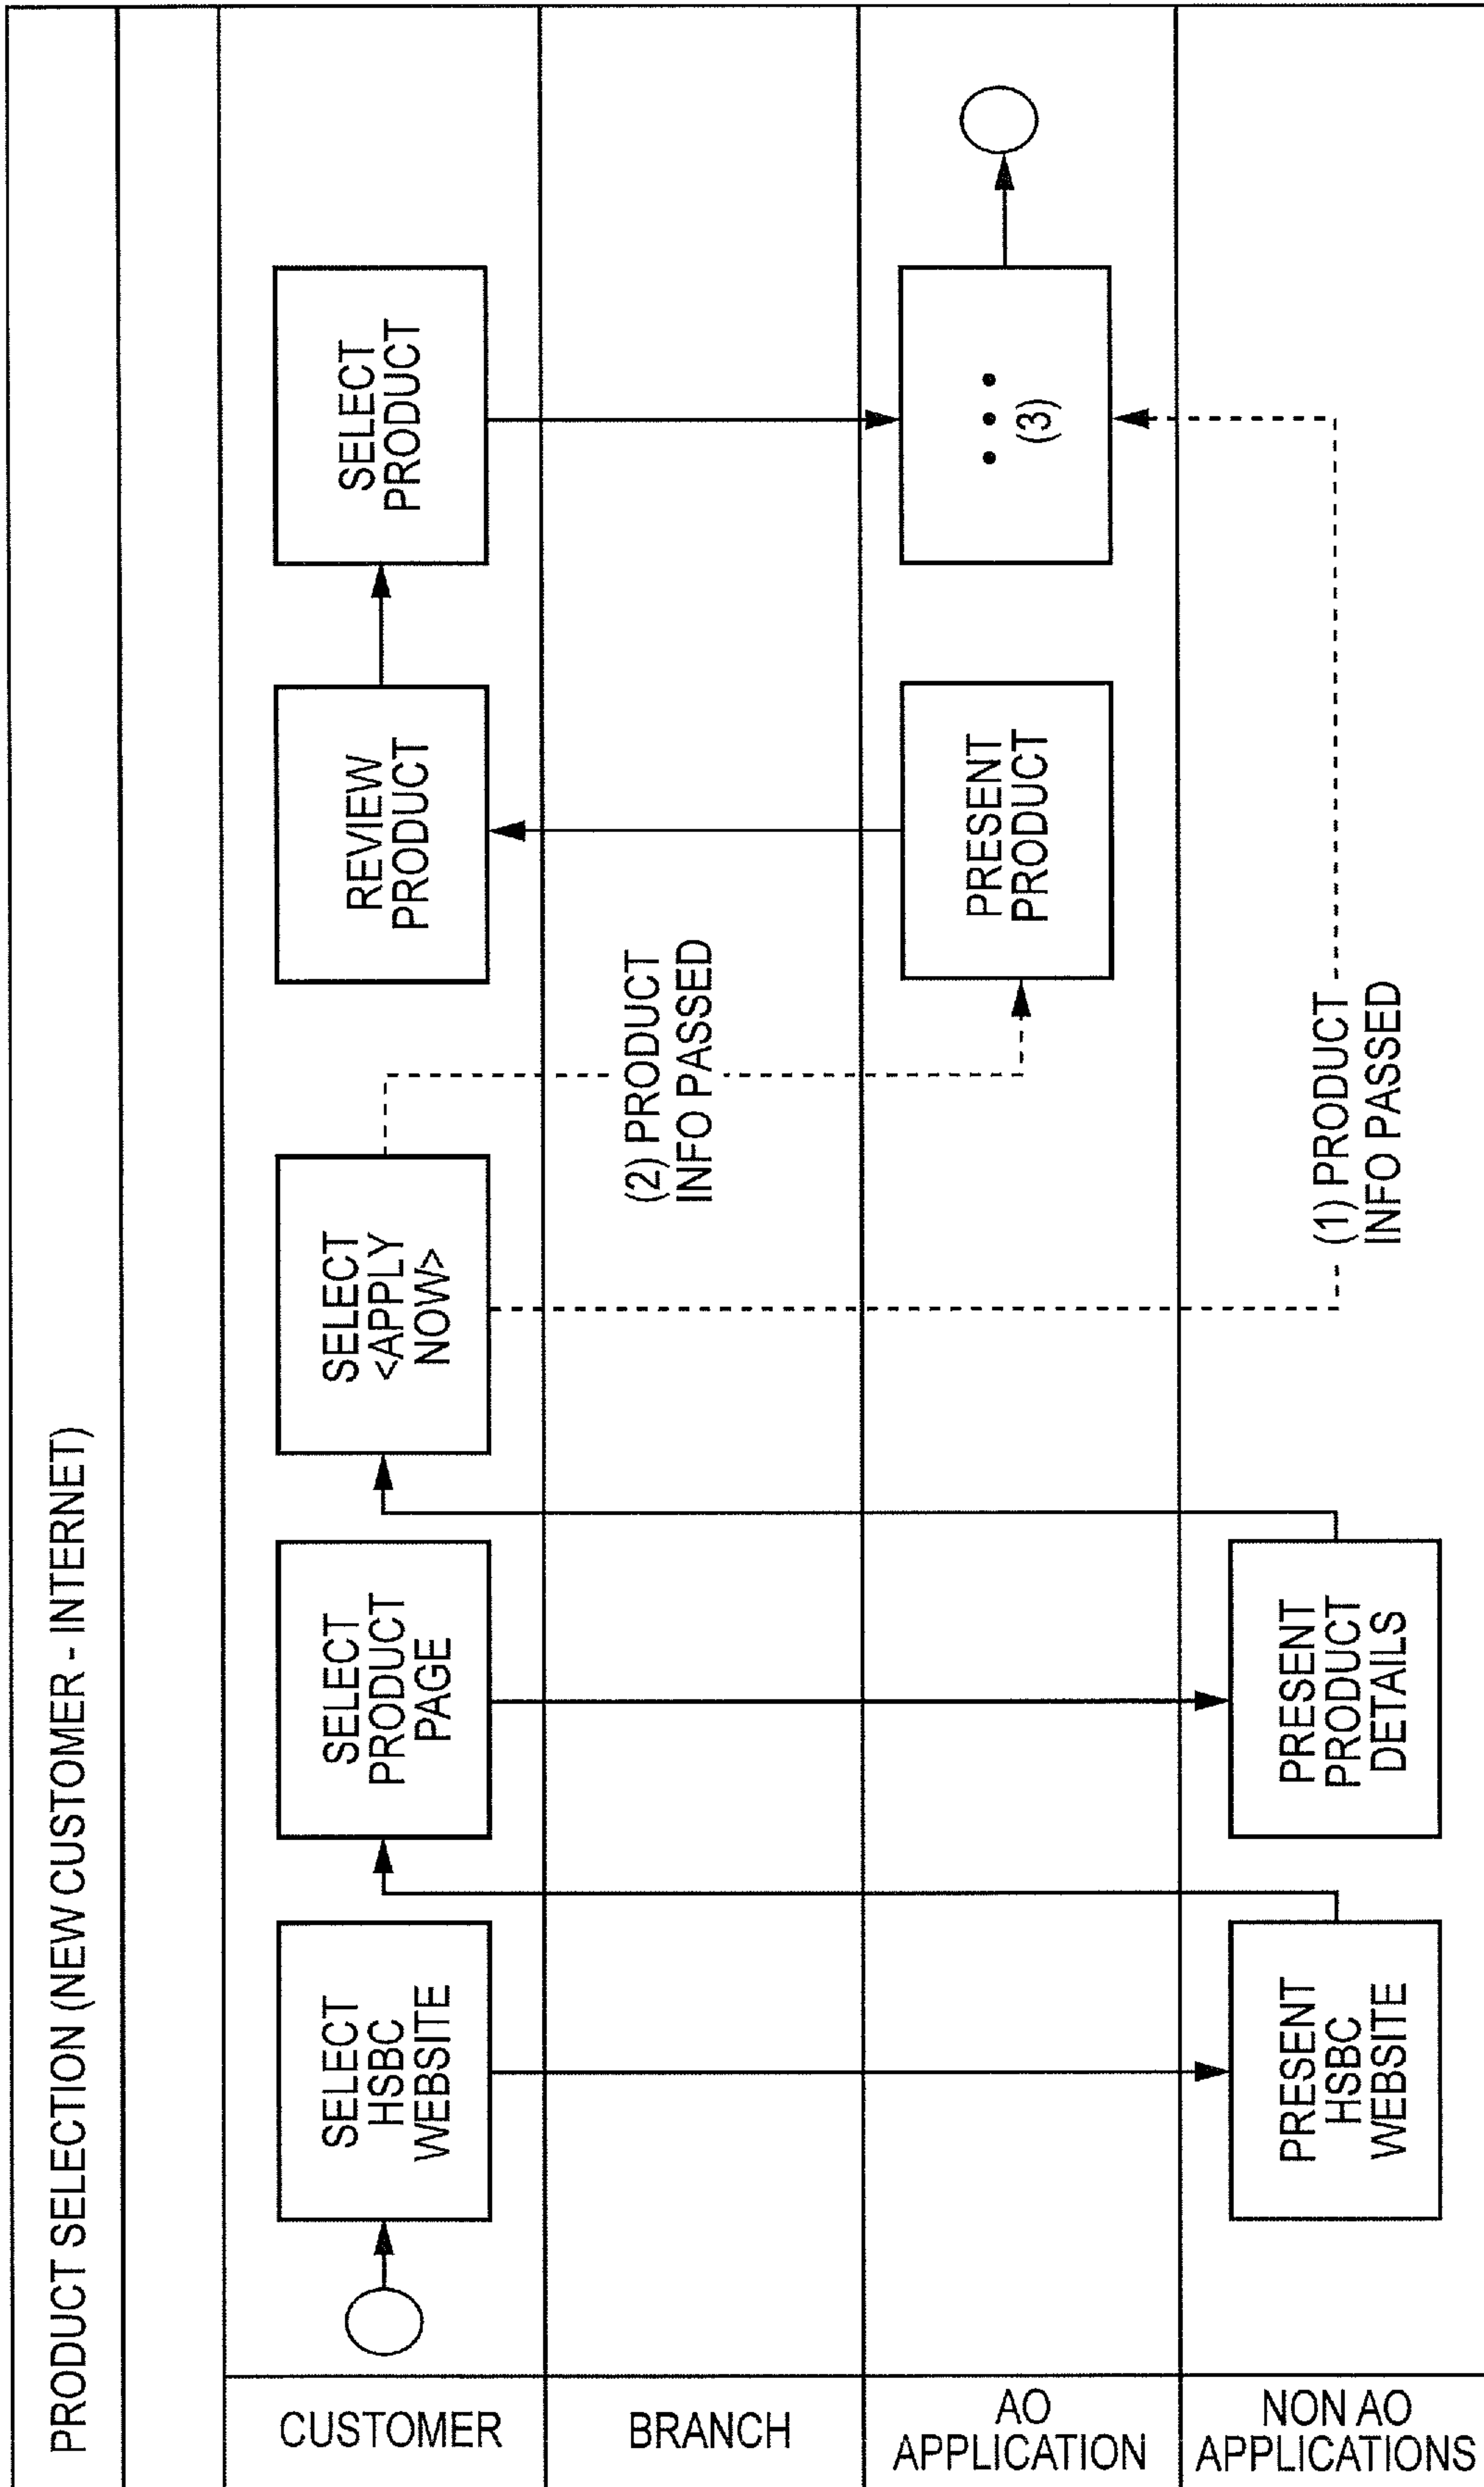 PRODUCT SELECTION (NEW CUSTOMER - INTERNET)
CUSTOMER
SELECT
HSBC
WEBSITE
SELECT
PRODUCT
PAGE
SELECT
<APPLY
NOW>
REVIEW
PRODUCT
SELECT
PRODUCT
BRANCH
(2) PRODUCT
INFO PASSED
AO
APPLICATION
PRESENT
PRODUCT
• • •
(3)
NON AO
APPLICATIONS
PRESENT
HSBC
WEBSITE
PRESENT
PRODUCT
DETAILS
(1) PRODUCT
INFO PASSED